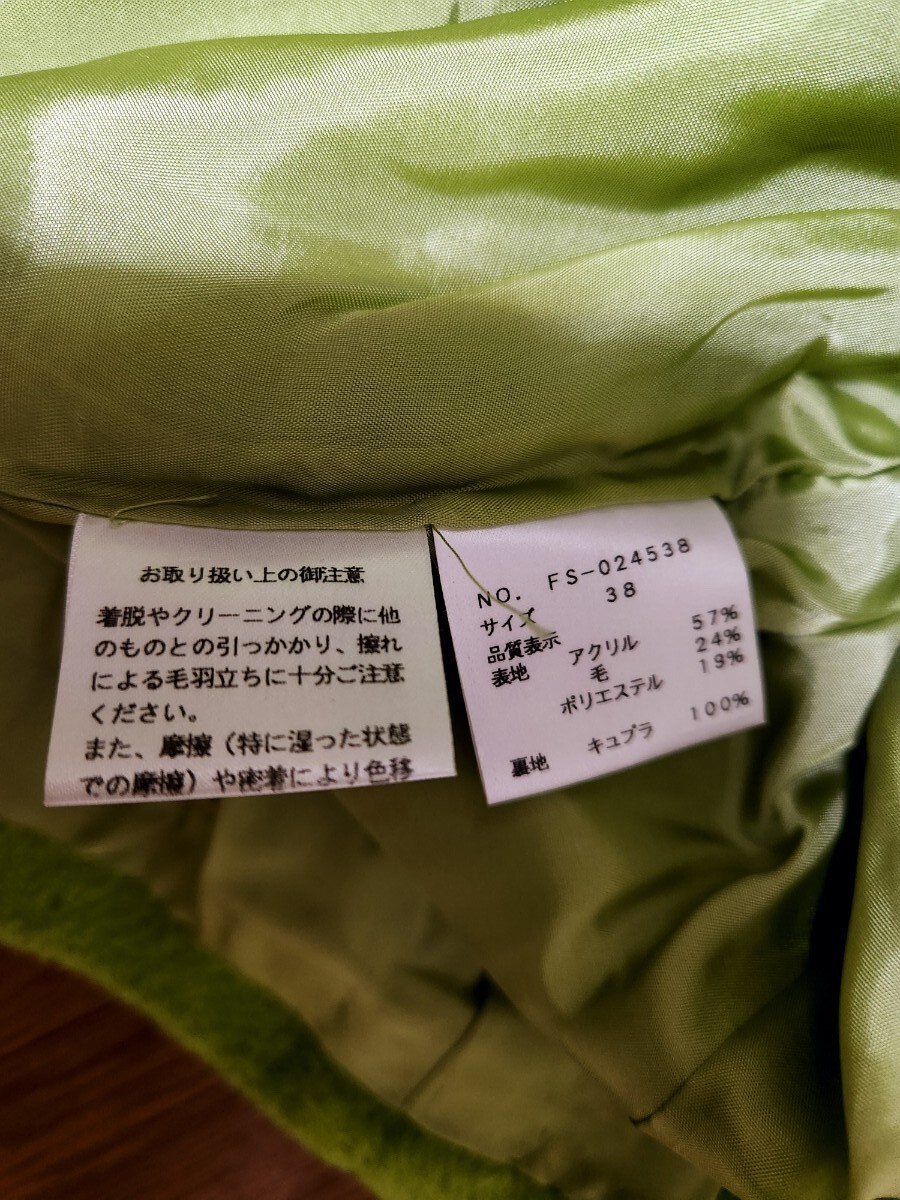 お取り扱い上の御注意
着脱やクリーニングの際に他
のものとの引っかかり、擦れ
による毛羽立ちに十分ご注意
ください。
また、摩擦（特に湿った状態
での摩擦）や密着により色移
NO. FS-024538
サイズ 38
品質表示
表地 アクリル 57%
毛 24%
ポリエステル 19%
裏地 キュプラ 100%